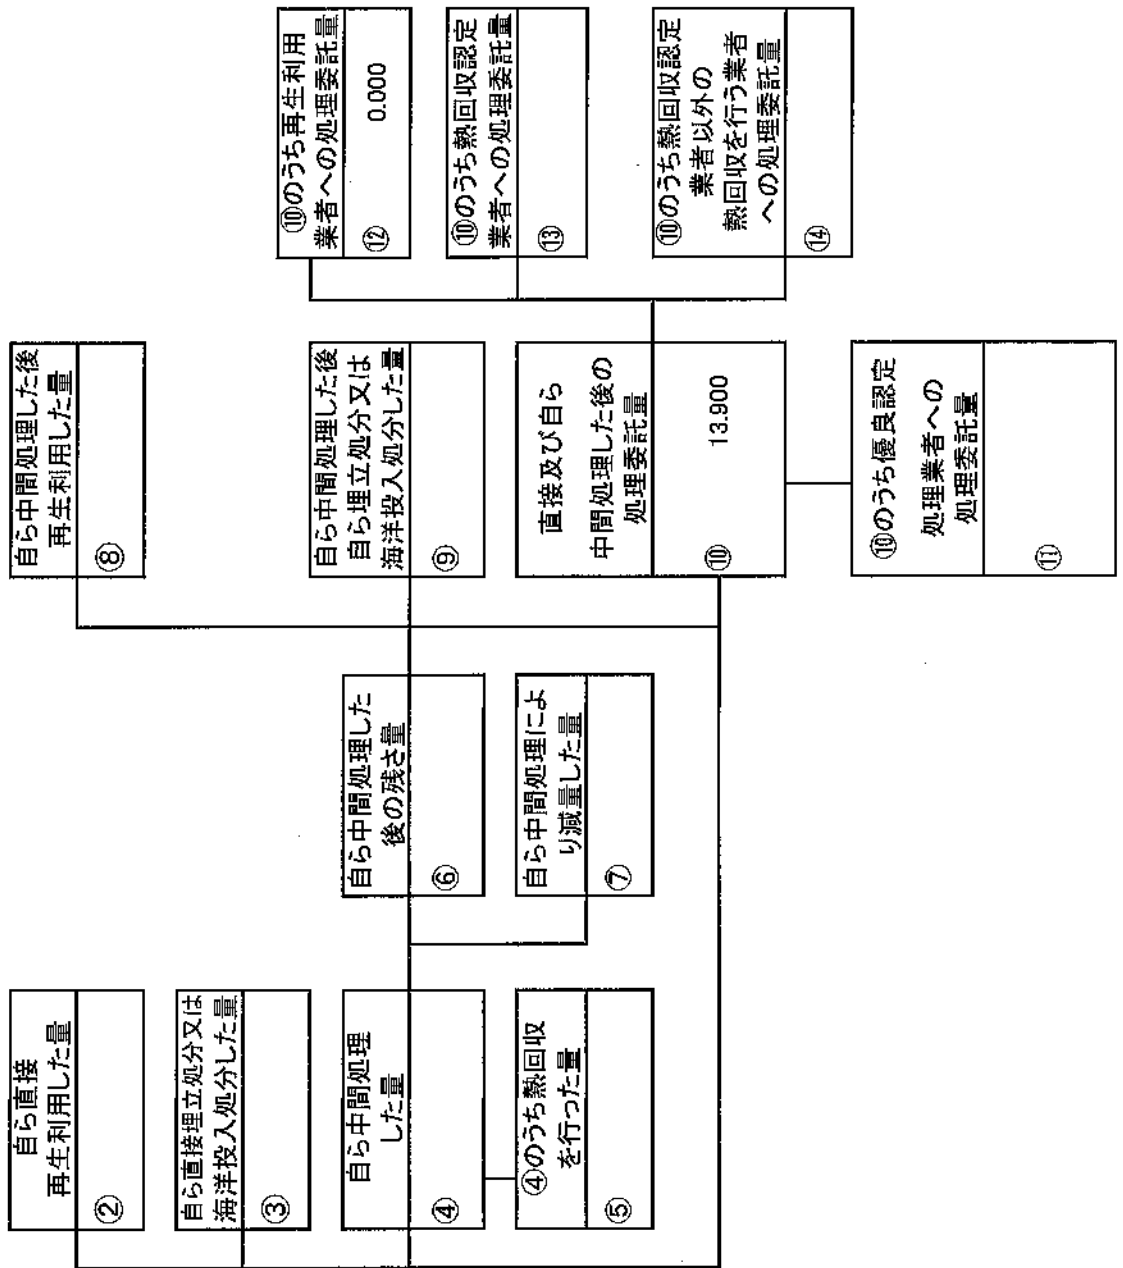 自ら直接
再生利用した量
②
自ら直接埋立処分又は
海洋投入処分した量
③
自ら中間処理
した量
④
④のうち熱回収
を行った量
⑤
自ら中間処理した
後の残さ量
⑥
自ら中間処理によ
り減量した量
⑦
自ら中間処理した後
再生利用した量
⑧
自ら中間処理した後
自ら埋立処分又は
海洋投入処分した量
⑨
直接及び自ら
中間処理した後の
処理委託量
⑩ 13.900
⑩のうち優良認定
処理業者への
処理委託量
⑪
⑩のうち再生利用
業者への処理委託量
⑫ 0.000
⑩のうち熱回収認定
業者への処理委託量
⑬
⑩のうち熱回収認定
業者以外の
熱回収を行う業者
への処理委託量
⑭